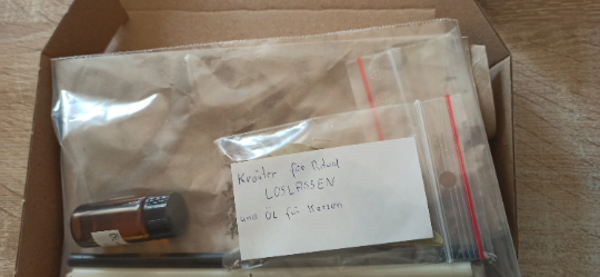 Kräuter für Ritual
LOSLASSEN
und Öl für Kerzen